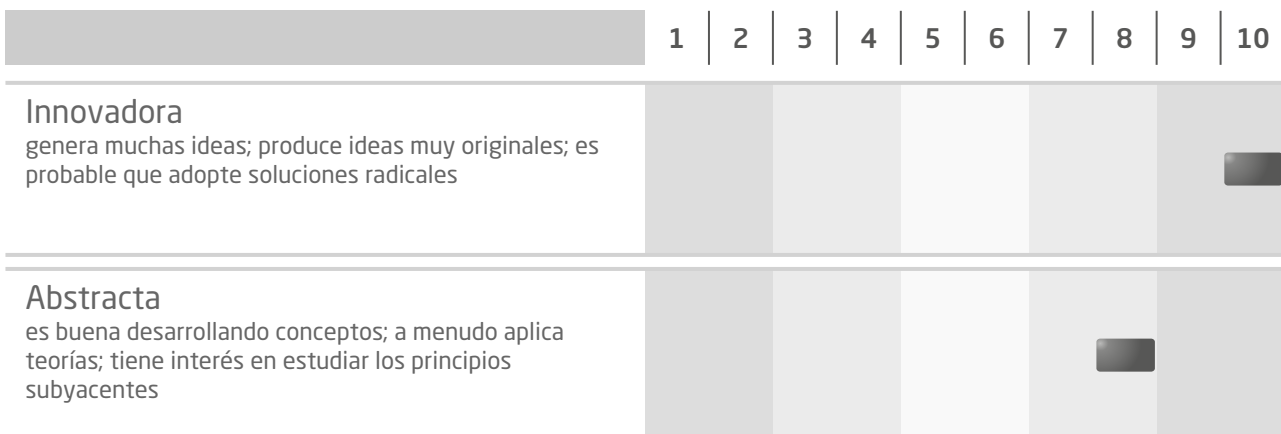 1 2 3 4 5 6 7 8 9 10
Innovadora
genera muchas ideas; produce ideas muy originales; es
probable que adopte soluciones radicales
Abstracta
es buena desarrollando conceptos; a menudo aplica
teorías; tiene interés en estudiar los principios
subyacentes